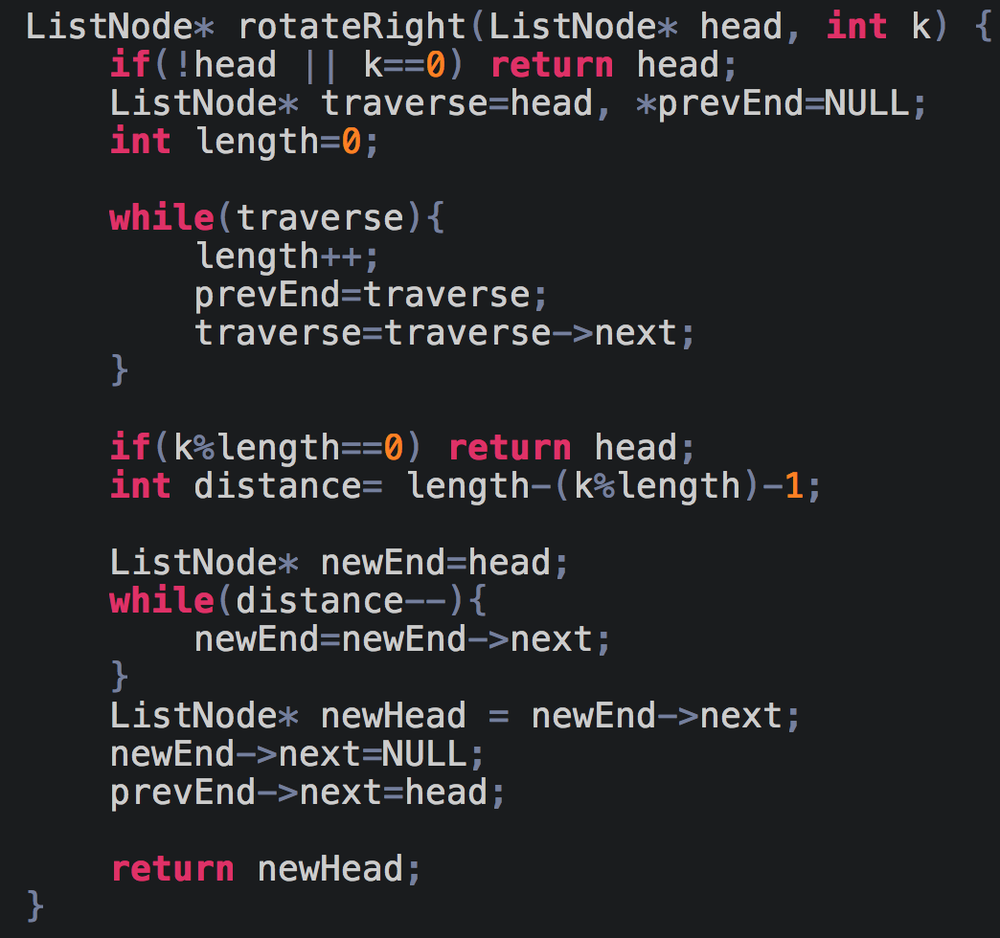 ListNode* rotateRight(ListNode* head, int k) {
    if(!head || k==0) return head;
    ListNode* traverse=head, *prevEnd=NULL;
    int length=0;

    while(traverse){
        length++;
        prevEnd=traverse;
        traverse=traverse->next;
    }

    if(k%length==0) return head;
    int distance= length-(k%length)-1;

    ListNode* newEnd=head;
    while(distance--){
        newEnd=newEnd->next;
    }
    ListNode* newHead = newEnd->next;
    newEnd->next=NULL;
    prevEnd->next=head;

    return newHead;
}